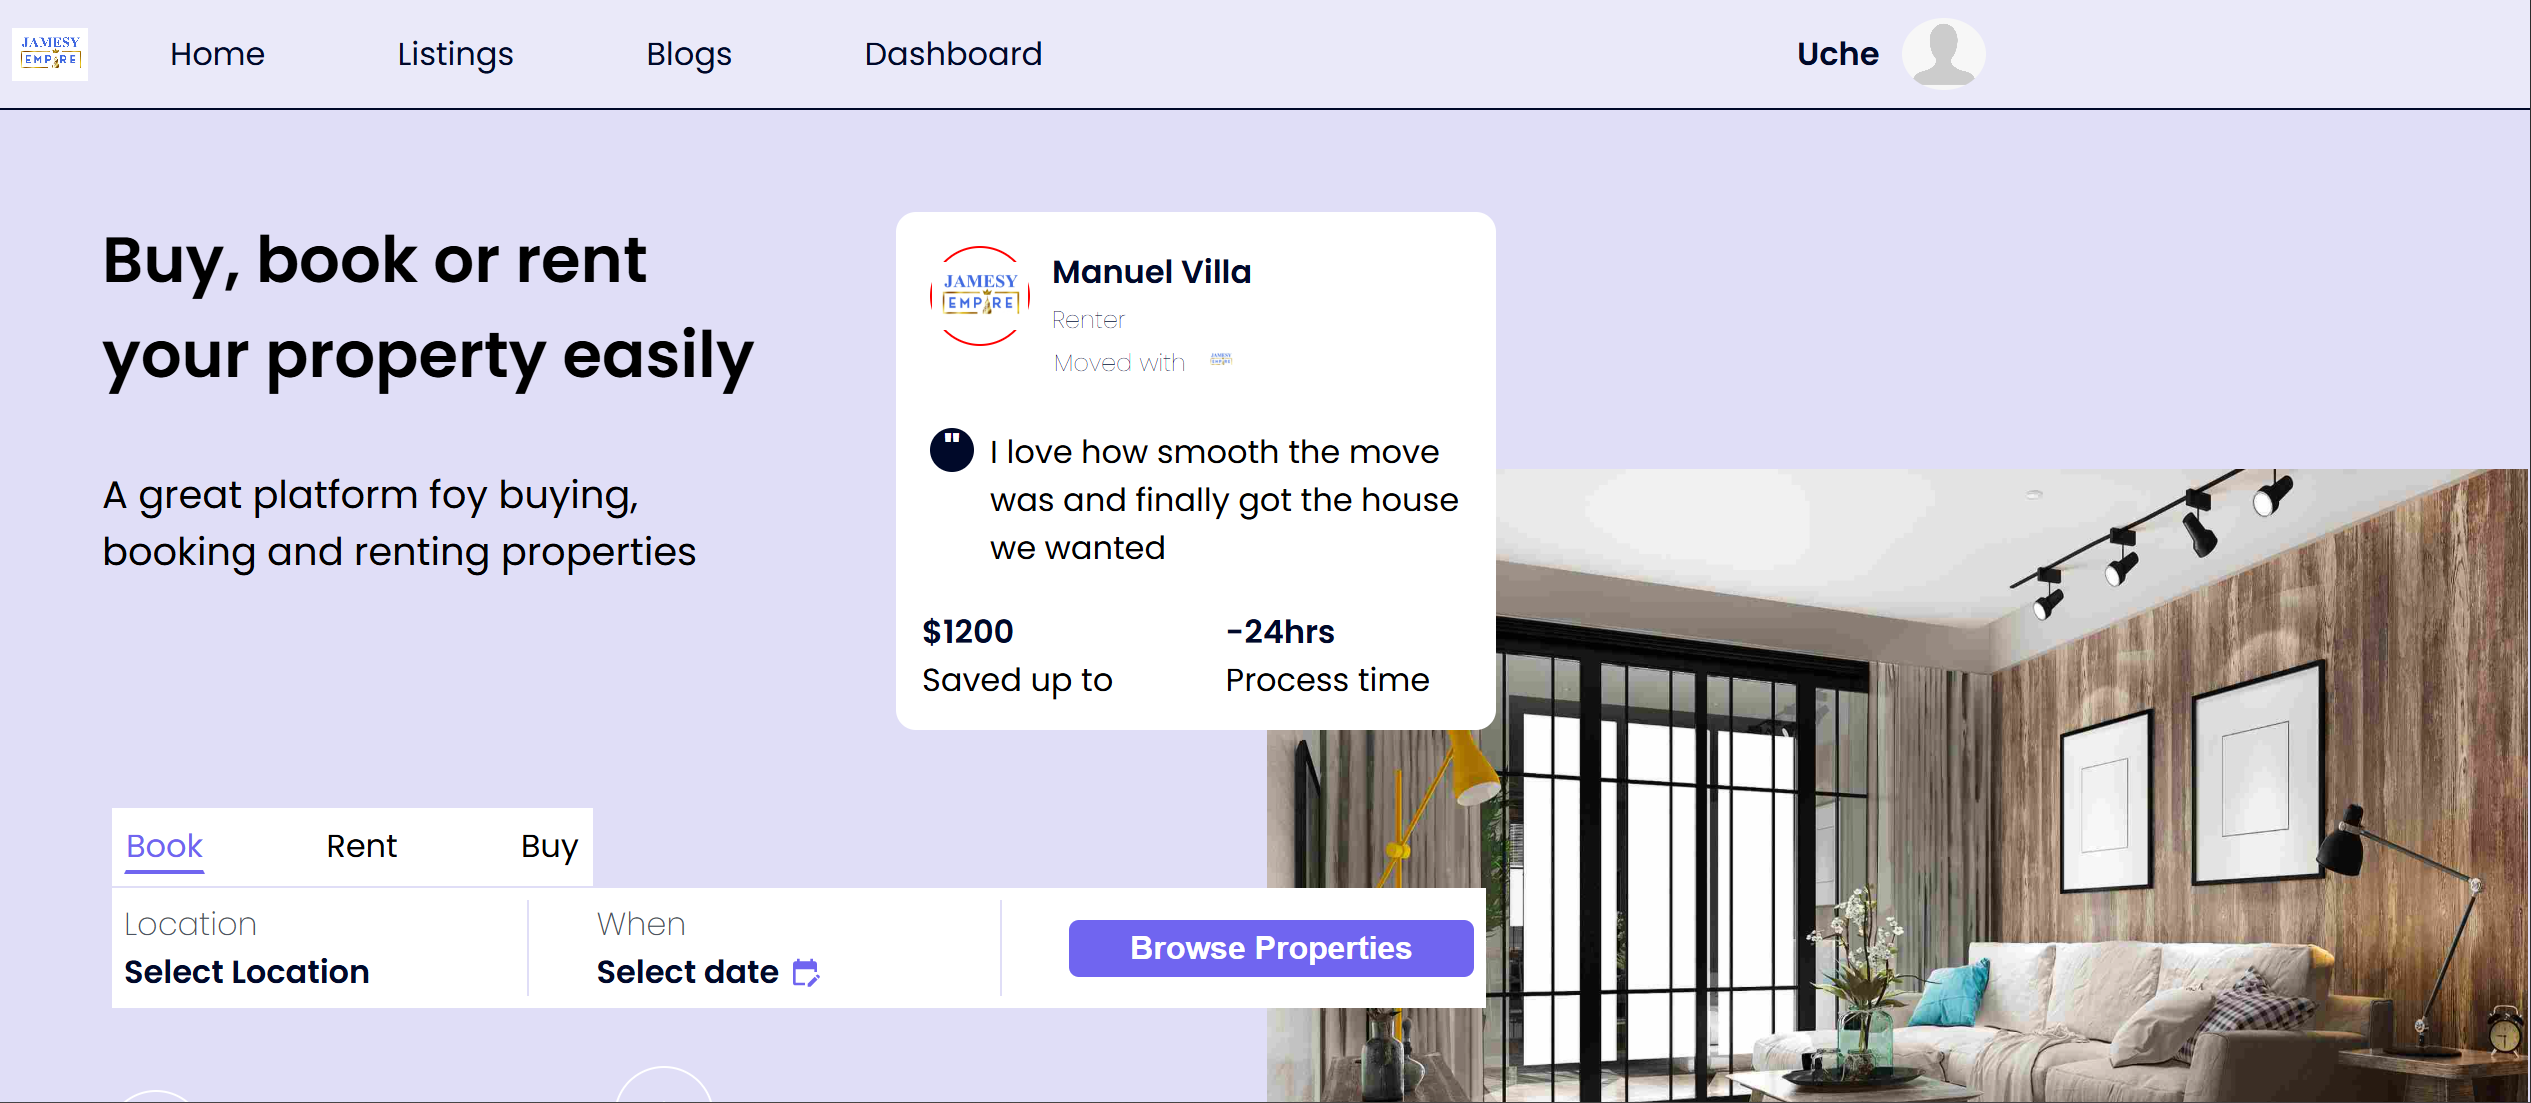 JAMESY
EMPIRE
Home
Listings
Blogs
Dashboard
Uche
Buy, book or rent
your property easily
A great platform foy buying,
booking and renting properties
JAMESY
EMPIRE
Manuel Villa
Renter
Moved with
JAMESY
EMPIRE
"
I love how smooth the move
was and finally got the house
we wanted
$1200
Saved up to
-24hrs
Process time
Book
Rent
Buy
Location
Select Location
When
Select date
Browse Properties